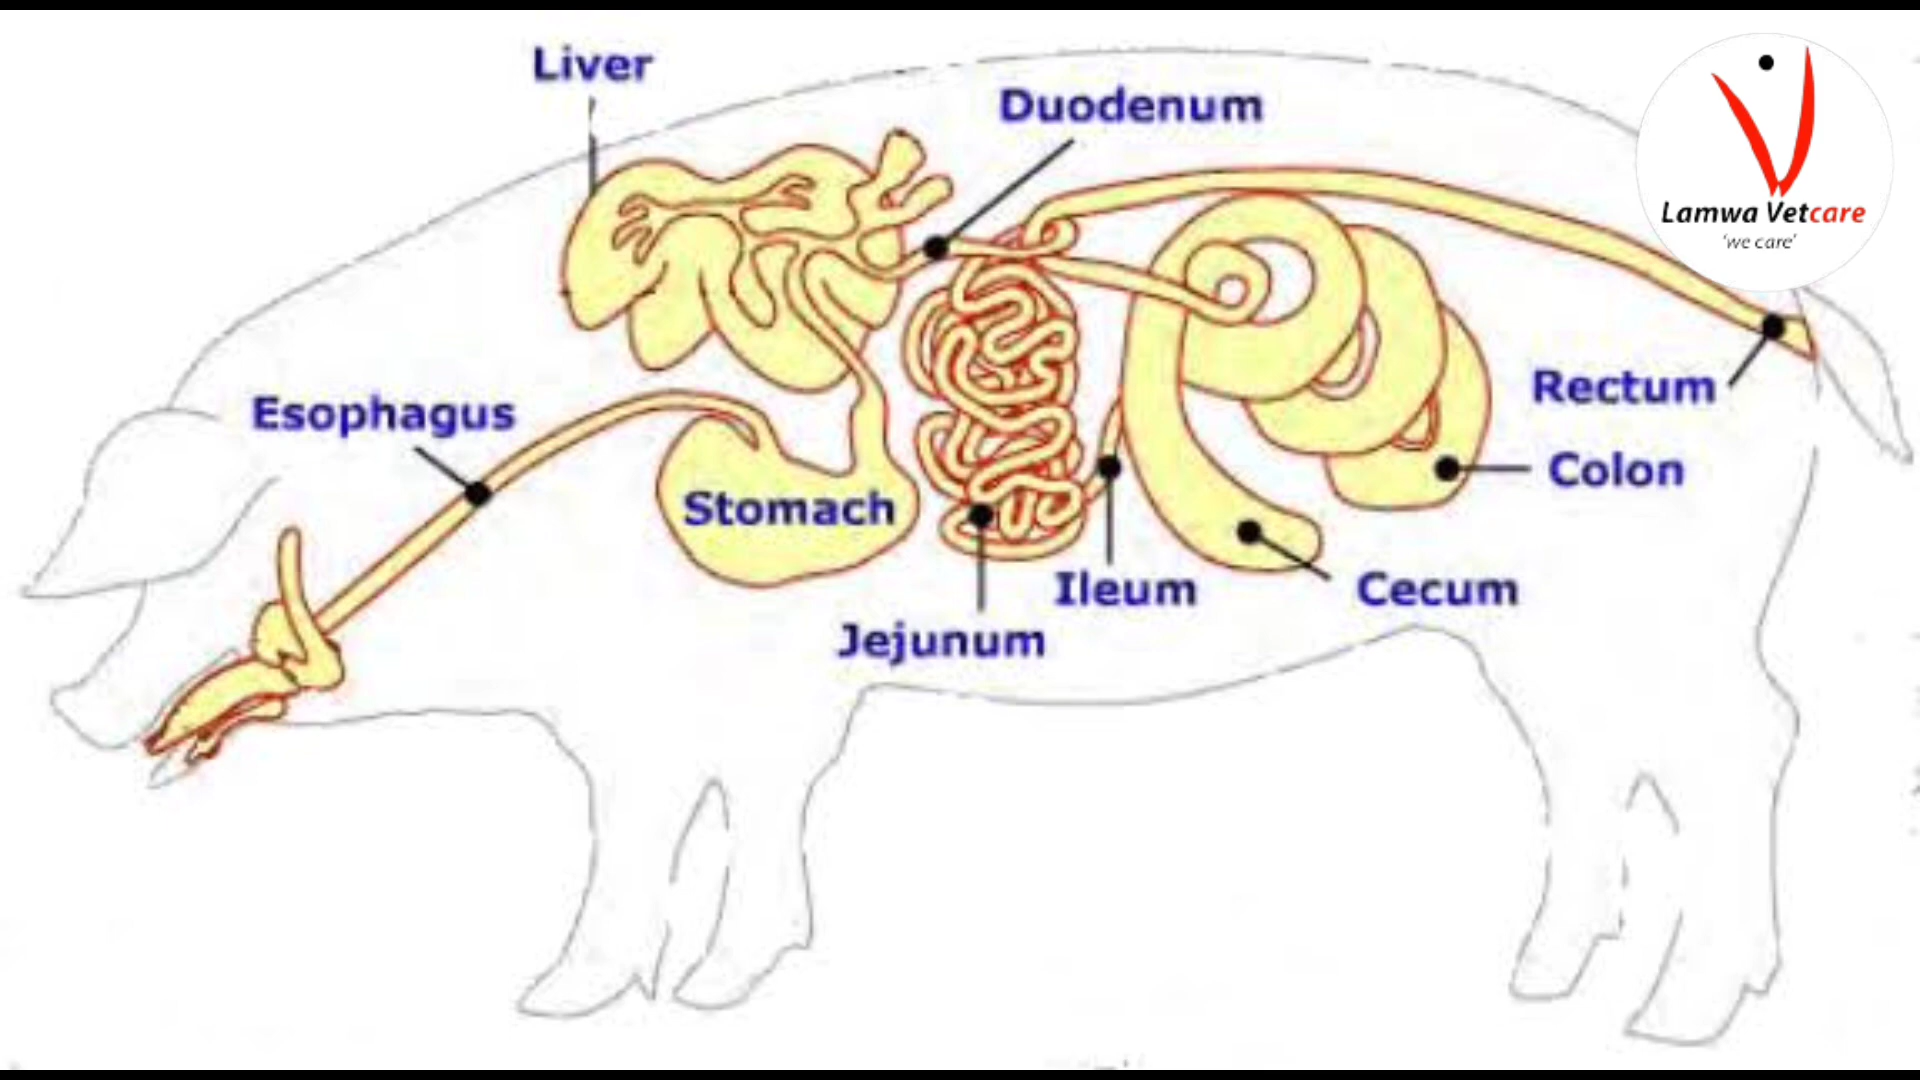 Liver
Duodenum
Lamwa Vetcare
‘we care’
Esophagus
Rectum
Colon
Stomach
Ileum
Cecum
Jejunum